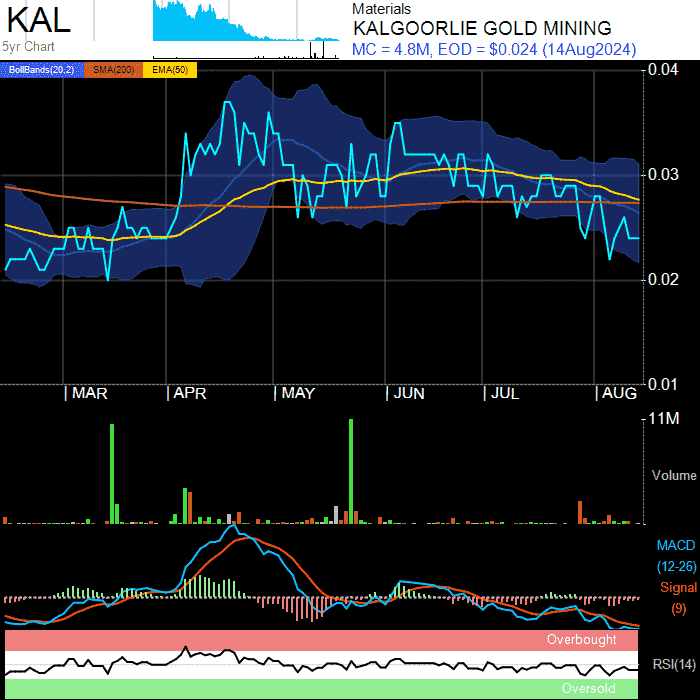 KAL
5yr Chart
Materials
KALGOORLIE GOLD MINING
MC = 4.8M, EOD = $0.024 (14Aug2024)
BollBands(20,2) SMA(200) EMA(50)
0.04
0.03
0.02
0.01
| MAR | APR | MAY | JUN | JUL | AUG
11M
Volume
MACD
(12-26)
Signal
(9)
Overbought
RSI(14)
Oversold